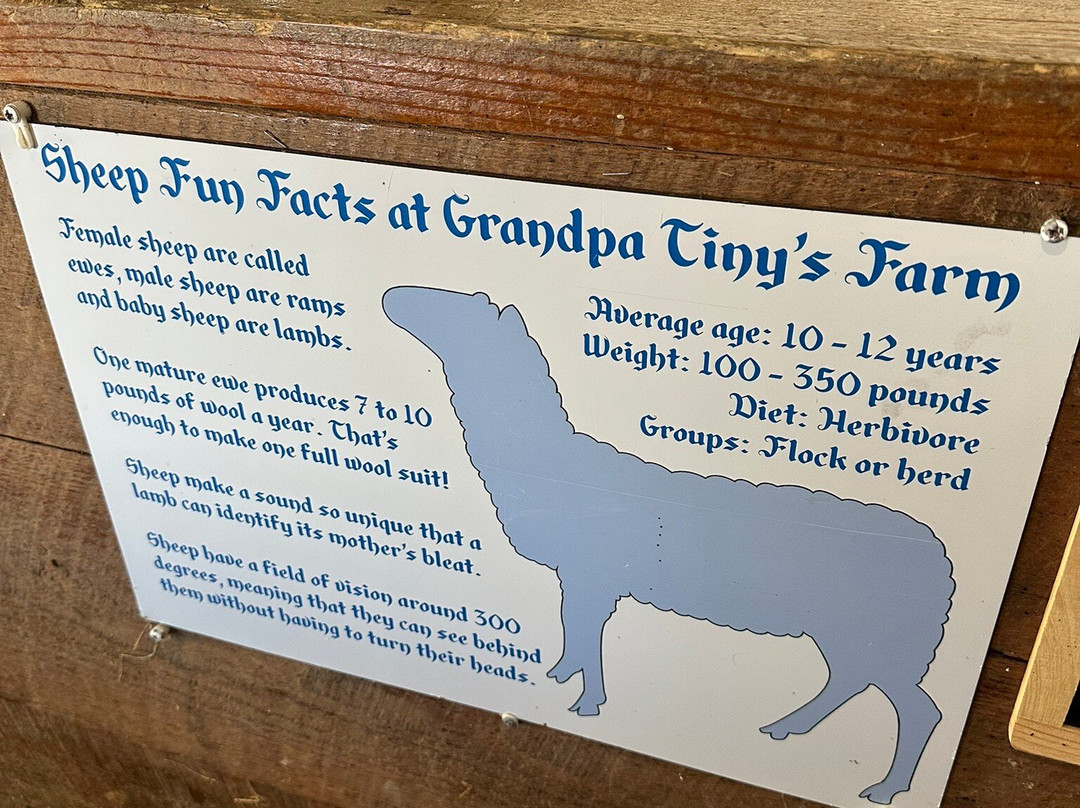 Sheep Fun Facts at Grandpa Tiny's Farm
Female sheep are called
ewes, male sheep are rams
and baby sheep are lambs.
One mature ewe produces 7 to 10
pounds of wool a year. That's
enough to make one full wool suit!
Sheep make a sound so unique that a
lamb can identify its mother's bleat.
Sheep have a field of vision around 300
degrees, meaning that they can see behind
them without having to turn their heads.
Average age: 10 - 12 years
Weight: 100 - 350 pounds
Diet: Herbivore
Groups: Flock or herd